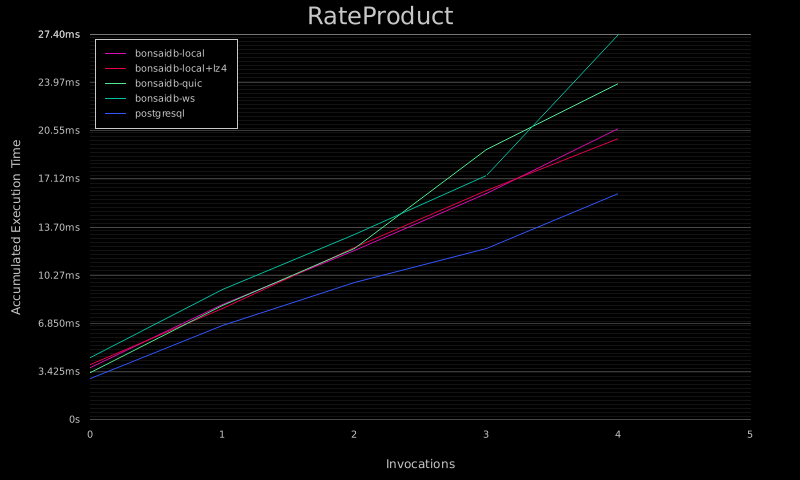 RateProduct
27.40ms
23.97ms
20.55ms
17.12ms
13.70ms
10.27ms
6.850ms
3.425ms
0s
bonsaidb-local
bonsaidb-local+lz4
bonsaidb-quic
bonsaidb-ws
postgresql
Accumulated Execution Time
0 1 2 3 4 5
Invocations